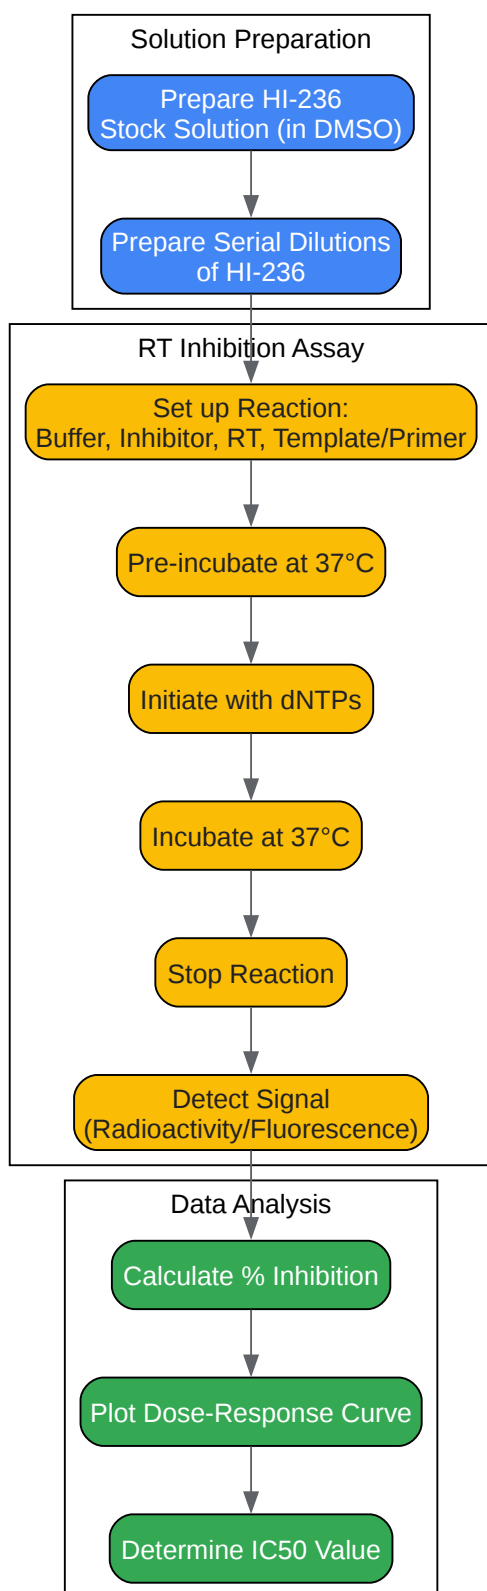 Solution Preparation
Prepare HI-236
Stock Solution (in DMSO)
Prepare Serial Dilutions
of HI-236
RT Inhibition Assay
Set up Reaction:
Buffer, Inhibitor, RT, Template/Primer
Pre-incubate at 37°C
Initiate with dNTPs
Incubate at 37°C
Stop Reaction
Detect Signal
(Radioactivity/Fluorescence)
Data Analysis
Calculate % Inhibition
Plot Dose-Response Curve
Determine IC50 Value